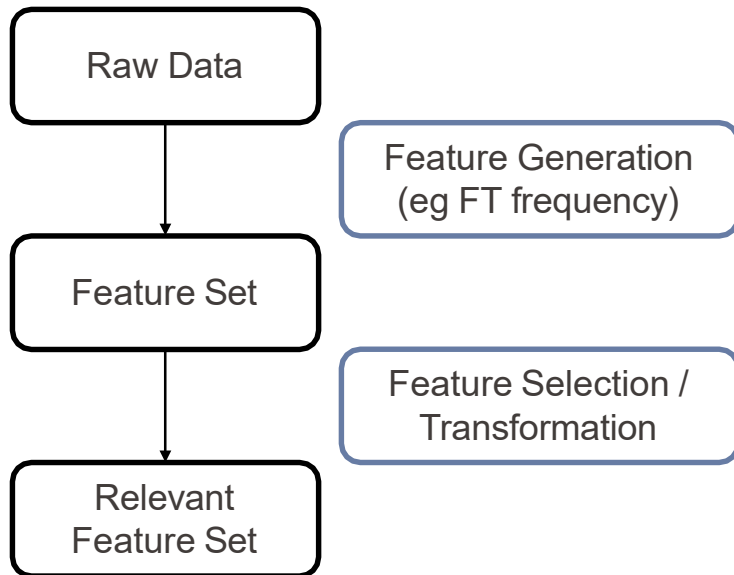 Raw Data
Feature Generation
(eg FT frequency)
Feature Set
Feature Selection /
Transformation
Relevant
Feature Set